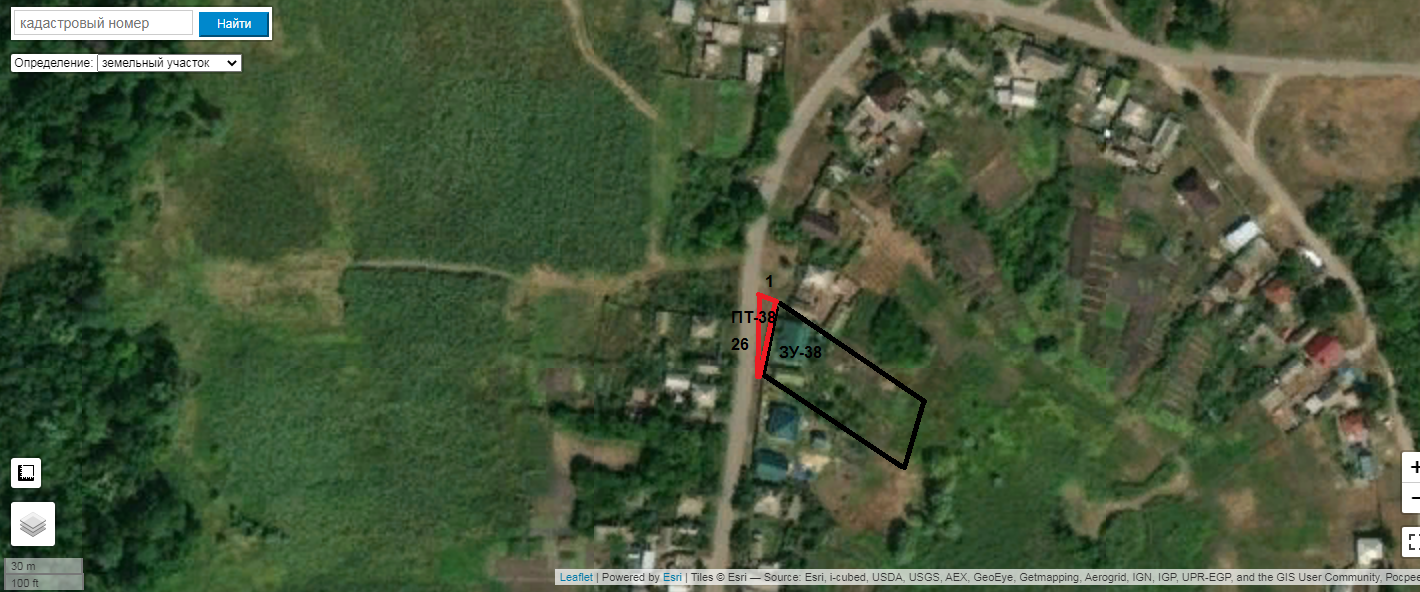 кадастровый номер
Найти
Определение: земельный участок
1
ПТ-38
26
ЗУ-38
+
−
30 m
100 ft
Leaflet | Powered by Esri | Tiles © Esri — Source: Esri, i-cubed, USDA, USGS, AEX, GeoEye, Getmapping, Aerogrid, IGN, IGP, UPR-EGP, and the GIS User Community, Росрее